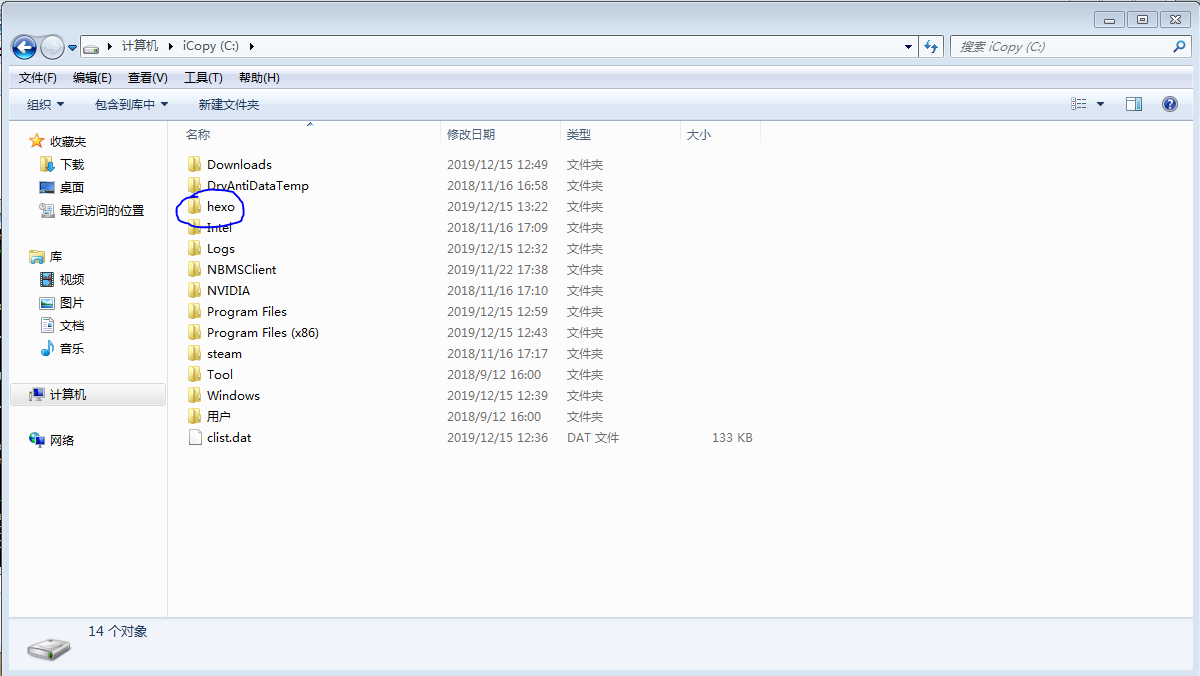 计算机 iCopy (C:) 搜索 iCopy (C:)
文件(F) 编辑(E) 查看(V) 工具(T) 帮助(H)
组织 包含到库中 新建文件夹
收藏夹
下载
桌面
最近访问的位置
库
视频
图片
文档
音乐
计算机
网络
名称 修改日期 类型 大小
Downloads 2019/12/15 12:49 文件夹
DrvAntiDataTemp 2018/11/16 16:58 文件夹
hexo 2019/12/15 13:22 文件夹
Intel 2018/11/16 17:09 文件夹
Logs 2019/12/15 12:32 文件夹
NBMSClient 2019/11/22 17:38 文件夹
NVIDIA 2018/11/16 17:10 文件夹
Program Files 2019/12/15 12:59 文件夹
Program Files (x86) 2019/12/15 12:43 文件夹
steam 2018/11/16 17:17 文件夹
Tool 2018/9/12 16:00 文件夹
Windows 2019/12/15 12:39 文件夹
用户 2018/9/12 16:00 文件夹
clist.dat 2019/12/15 12:36 DAT 文件 133 KB
14 个对象